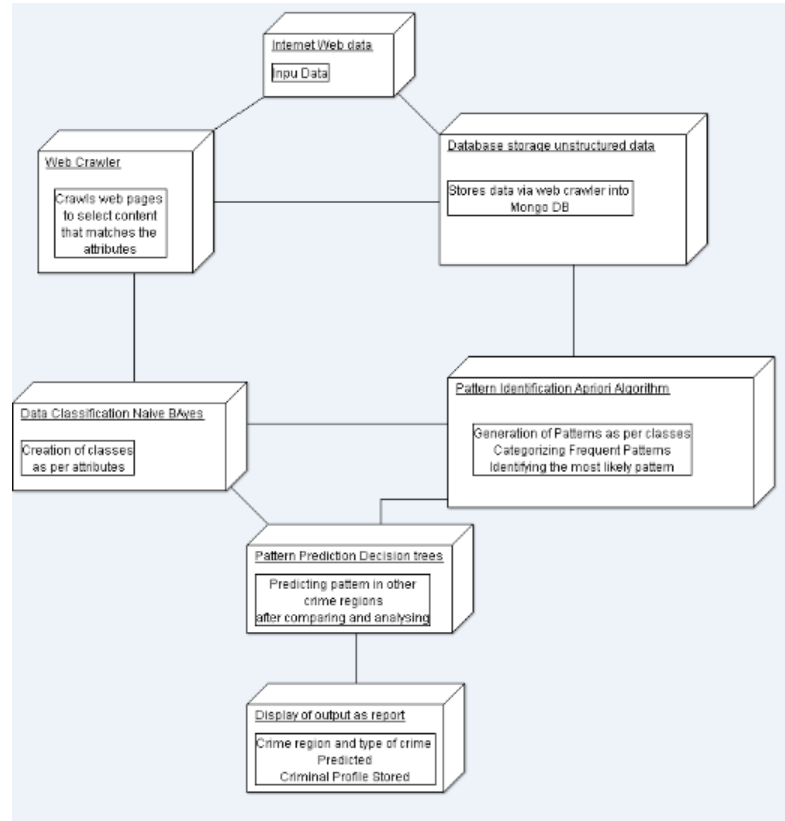 Internet Web data
Inpu Data
Web Crawler
Crawls web pages
to select content
that matches the
attributes
Database storage unstructured data
Stores data via web crawler into
Mongo DB
Data Classification Naive BAyes
Creation of classes
as per attributes
Pattern Identification Apriori Algorithm
Generation of Patterns as per classes
Categorizing Frequent Patterns
Identifying the most likely pattern
Pattern Prediction Decision trees
Predicting pattern in other
crime regions
after comparing and analysing
Display of output as report
Crime region and type of crime
Predicted
Criminal Profile Stored